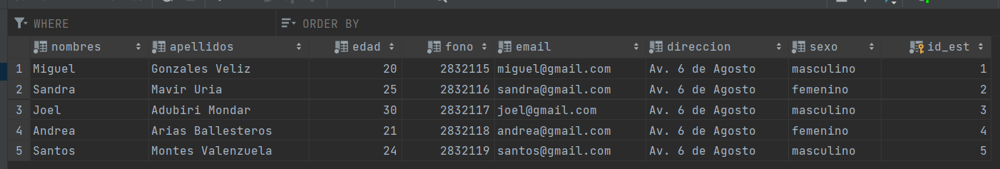 WHERE ORDER BY
nombres apellidos edad fono email direccion sexo id_est
1 Miguel Gonzales Veliz 20 2832115 miguel@gmail.com Av. 6 de Agosto masculino 1
2 Sandra Mavir Uria 25 2832116 sandra@gmail.com Av. 6 de Agosto femenino 2
3 Joel Adubiri Mondar 30 2832117 joel@gmail.com Av. 6 de Agosto masculino 3
4 Andrea Arias Ballesteros 21 2832118 andrea@gmail.com Av. 6 de Agosto femenino 4
5 Santos Montes Valenzuela 24 2832119 santos@gmail.com Av. 6 de Agosto masculino 5